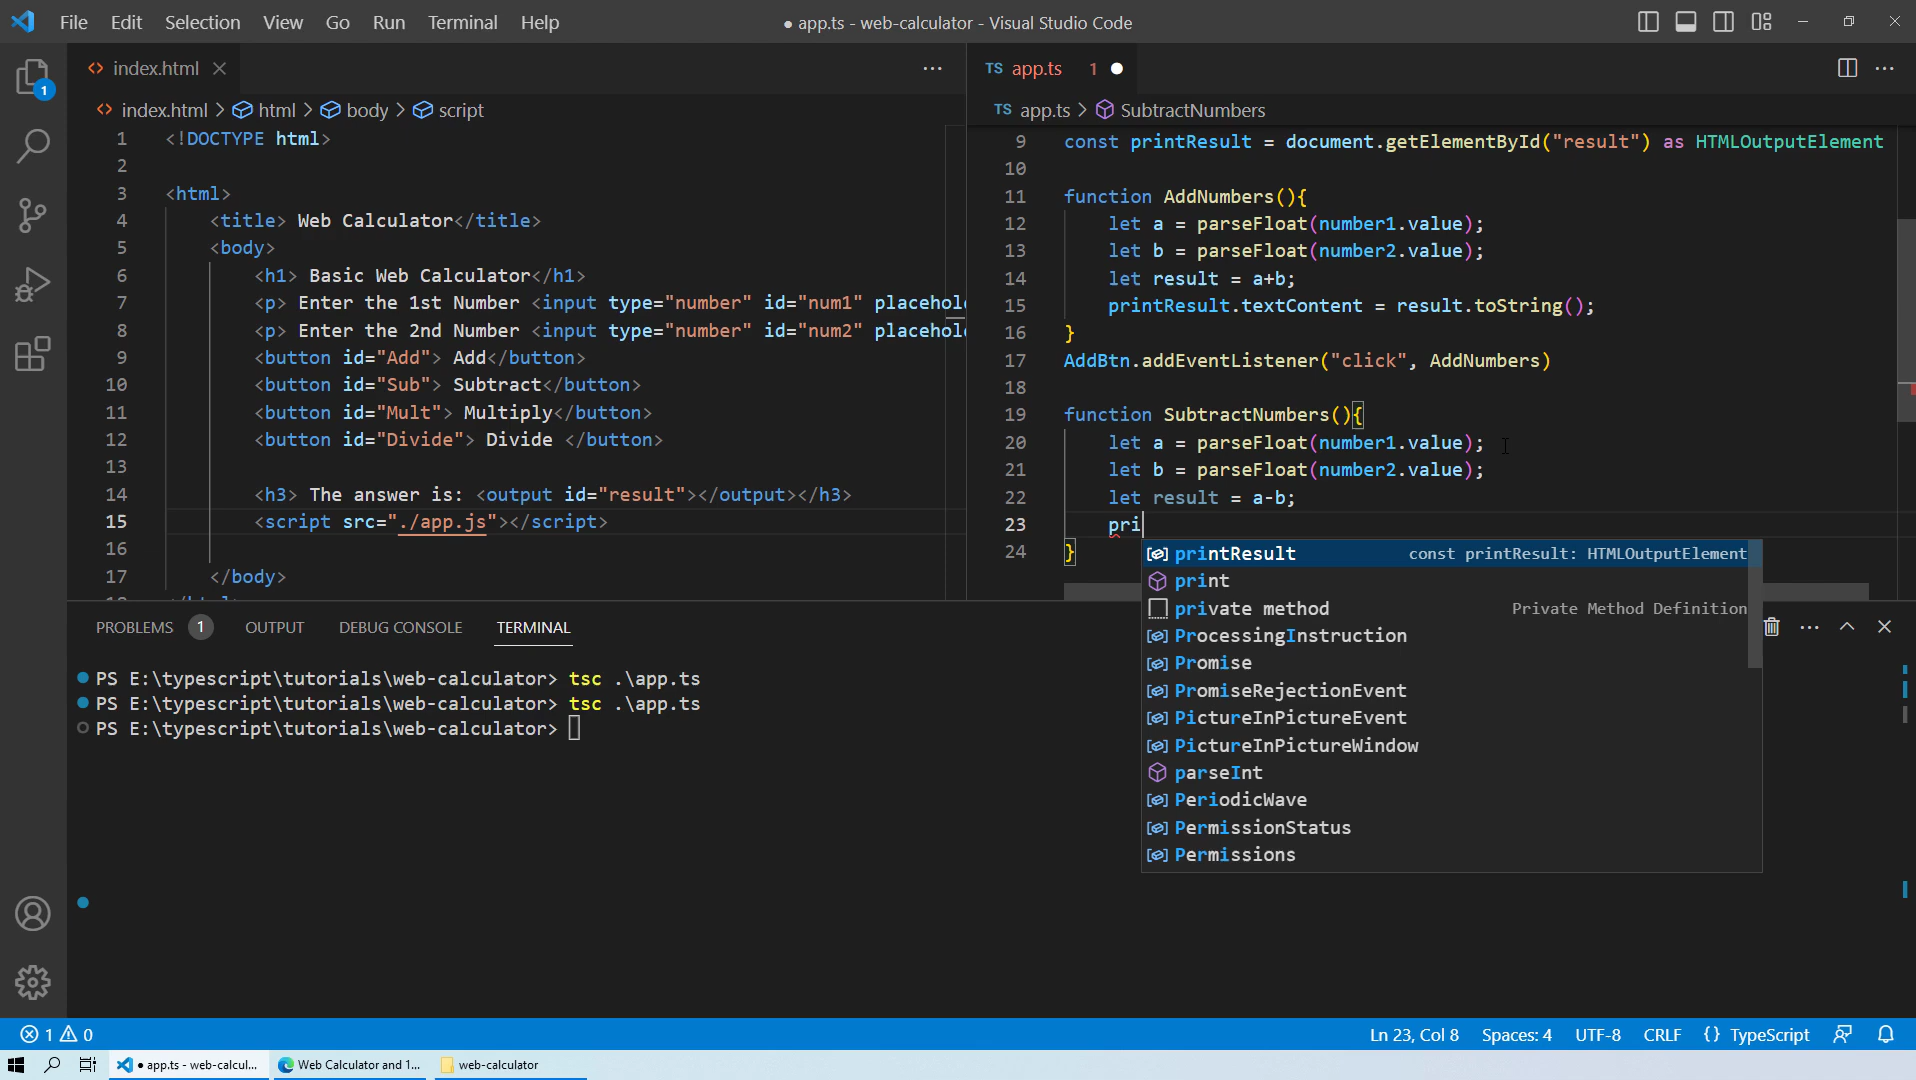 File Edit Selection View Go Run Terminal Help ● app.ts - web-calculator - Visual Studio Code
index.html
index.html > html > body > script
1 <!DOCTYPE html>
2
3 <html>
4 <title> Web Calculator</title>
5 <body>
6 <h1> Basic Web Calculator</h1>
7 <p> Enter the 1st Number <input type="number" id="num1" placehold
8 <p> Enter the 2nd Number <input type="number" id="num2" placehold
9 <button id="Add"> Add</button>
10 <button id="Sub"> Subtract</button>
11 <button id="Mult"> Multiply</button>
12 <button id="Divide"> Divide </button>
13
14 <h3> The answer is: <output id="result"></output></h3>
15 <script src="./app.js"></script>
16
17 </body>
TS app.ts 1 ●
TS app.ts > SubtractNumbers
9 const printResult = document.getElementById("result") as HTMLOutputElement
10
11 function AddNumbers(){
12 let a = parseFloat(number1.value);
13 let b = parseFloat(number2.value);
14 let result = a+b;
15 printResult.textContent = result.toString();
16 }
17 AddBtn.addEventListener("click", AddNumbers)
18
19 function SubtractNumbers(){
20 let a = parseFloat(number1.value);
21 let b = parseFloat(number2.value);
22 let result = a-b;
23 pri
24 }
printResult const printResult: HTMLOutputElement
print
private method Private Method Definition
ProcessingInstruction
Promise
PromiseRejectionEvent
PictureInPictureEvent
PictureInPictureWindow
parseInt
PeriodicWave
PermissionStatus
Permissions
1
PROBLEMS 1 OUTPUT DEBUG CONSOLE TERMINAL
PS E:\typescript\tutorials\web-calculator> tsc .\app.ts
PS E:\typescript\tutorials\web-calculator> tsc .\app.ts
PS E:\typescript\tutorials\web-calculator>
1 0 Ln 23, Col 8 Spaces: 4 UTF-8 CRLF {} TypeScript
● app.ts - web-calcul... Web Calculator and 1... web-calculator